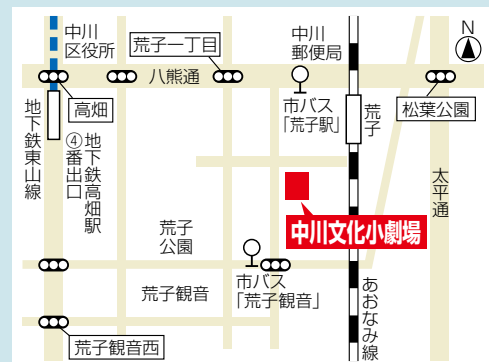 N
中川
区役所
荒子一丁目
中川
郵便局
八熊通
高畑
市バス
「荒子駅」
荒子
松葉公園
地下鉄東山線
地下鉄高畑駅
④番出口
太平通
中川文化小劇場
荒子
公園
市バス
「荒子観音」
荒子観音
あおなみ線
荒子観音西